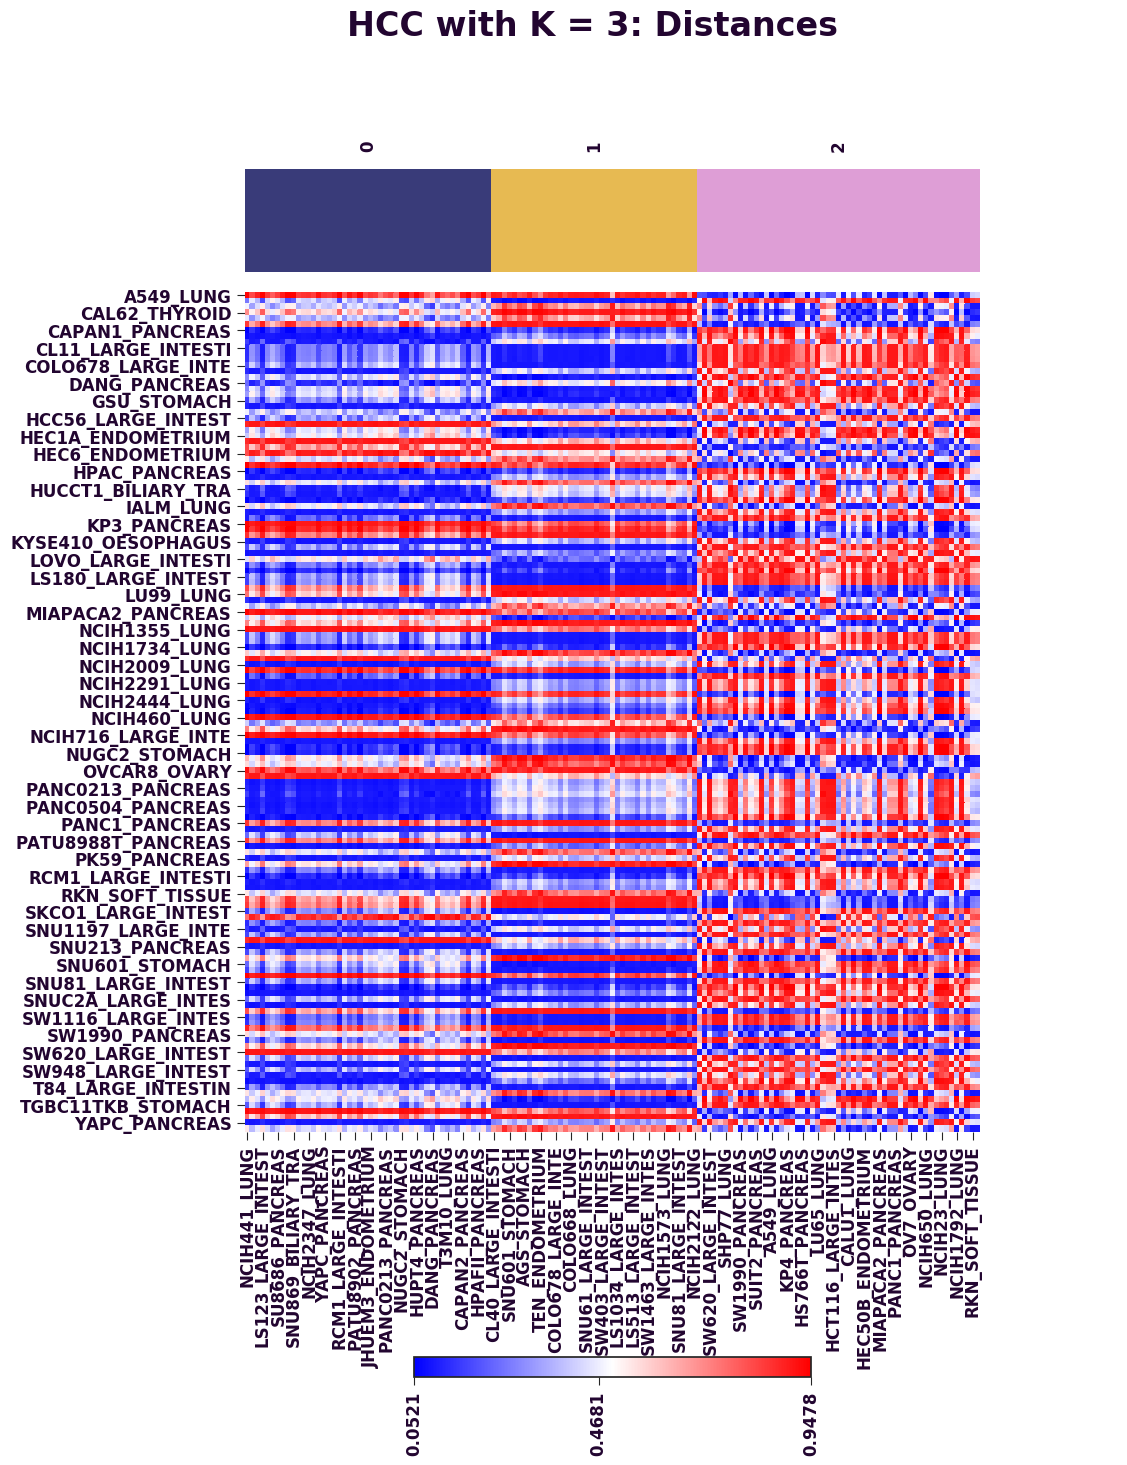 HCC with K = 3: Distances
0
1
2
A549_LUNG
CAL62_THYROID
CAPAN1_PANCREAS
CL11_LARGE_INTESTI
COLO678_LARGE_INTE
DANG_PANCREAS
GSU_STOMACH
HCC56_LARGE_INTEST
HEC1A_ENDOMETRIUM
HEC6_ENDOMETRIUM
HPAC_PANCREAS
HUCCT1_BILIARY_TRA
IALM_LUNG
KP3_PANCREAS
KYSE410_OESOPHAGUS
LOVO_LARGE_INTESTI
LS180_LARGE_INTEST
LU99_LUNG
MIAPACA2_PANCREAS
NCIH1355_LUNG
NCIH1734_LUNG
NCIH2009_LUNG
NCIH2291_LUNG
NCIH2444_LUNG
NCIH460_LUNG
NCIH716_LARGE_INTE
NUGC2_STOMACH
OVCAR8_OVARY
PANC0213_PANCREAS
PANC0504_PANCREAS
PANC1_PANCREAS
PATU8988T_PANCREAS
PK59_PANCREAS
RCM1_LARGE_INTESTI
RKN_SOFT_TISSUE
SKCO1_LARGE_INTEST
SNU1197_LARGE_INTE
SNU213_PANCREAS
SNU601_STOMACH
SNU81_LARGE_INTEST
SNUC2A_LARGE_INTES
SW1116_LARGE_INTES
SW1990_PANCREAS
SW620_LARGE_INTEST
SW948_LARGE_INTEST
T84_LARGE_INTESTIN
TGBC11TKB_STOMACH
YAPC_PANCREAS
NCIH441_LUNG
LS123_LARGE_INTEST
SU8686_PANCREAS
SNU869_BILIARY_TRA
NCIH2347_LUNG
YAPC_PANCREAS
RCM1_LARGE_INTESTI
PATU8902_PANCREAS
JHUEM3_ENDOMETRIUM
PANC0213_PANCREAS
NUGC2_STOMACH
HUPT4_PANCREAS
DANG_PANCREAS
T3M10_LUNG
CAPAN2_PANCREAS
HPAFII_PANCREAS
CL40_LARGE_INTESTI
SNU601_STOMACH
AGS_STOMACH
TEN_ENDOMETRIUM
COLO678_LARGE_INTE
COLO668_LUNG
SNU61_LARGE_INTEST
SW403_LARGE_INTEST
LS1034_LARGE_INTES
LS513_LARGE_INTEST
SW1463_LARGE_INTES
NCIH1573_LUNG
SNU81_LARGE_INTEST
NCIH2122_LUNG
SW620_LARGE_INTEST
SHP77_LUNG
SW1990_PANCREAS
SUIT2_PANCREAS
A549_LUNG
KP4_PANCREAS
HS766T_PANCREAS
LU65_LUNG
HCT116_LARGE_INTES
CALU1_LUNG
HEC50B_ENDOMETRIUM
MIAPACA2_PANCREAS
PANC1_PANCREAS
OV7_OVARY
NCIH650_LUNG
NCIH23_LUNG
NCIH1792_LUNG
RKN_SOFT_TISSUE
0.0521
0.4681
0.9478